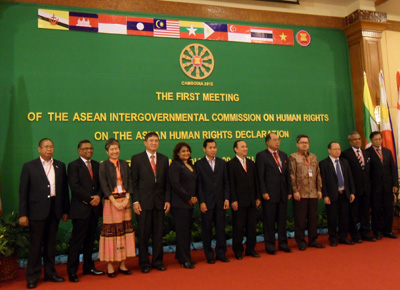 CAMBODIA 2012
THE FIRST MEETING
OF THE ASEAN INTERGOVERNMENTAL COMMISSION ON HUMAN RIGHTS
ON THE ASEAN HUMAN RIGHTS DECLARATION